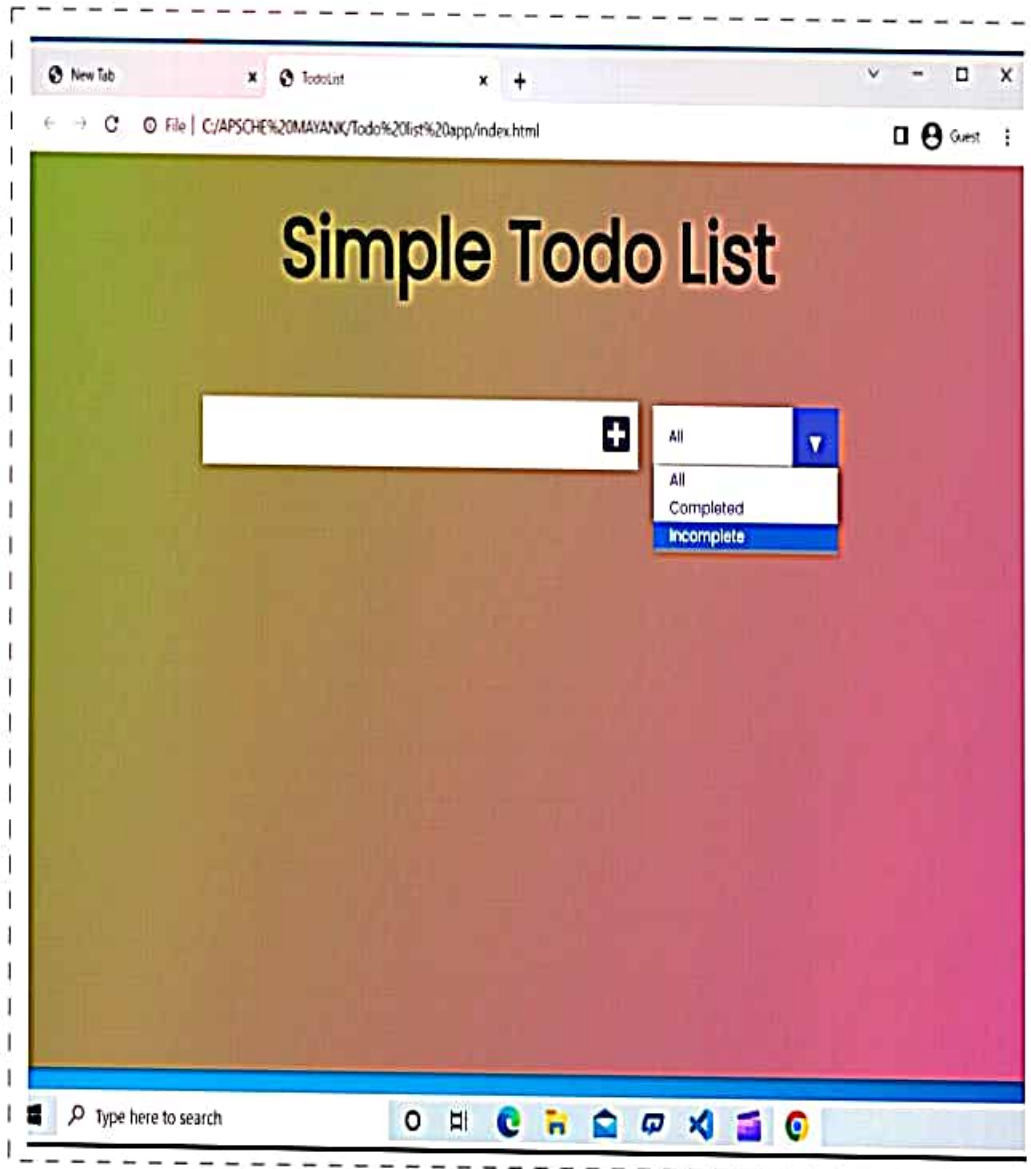 New Tab
TodoList
File | C:/APSCHE%20MAYANK/Todo%20list%20app/index.html
Guest
Simple Todo List
All
All
Completed
Incomplete
Type here to search